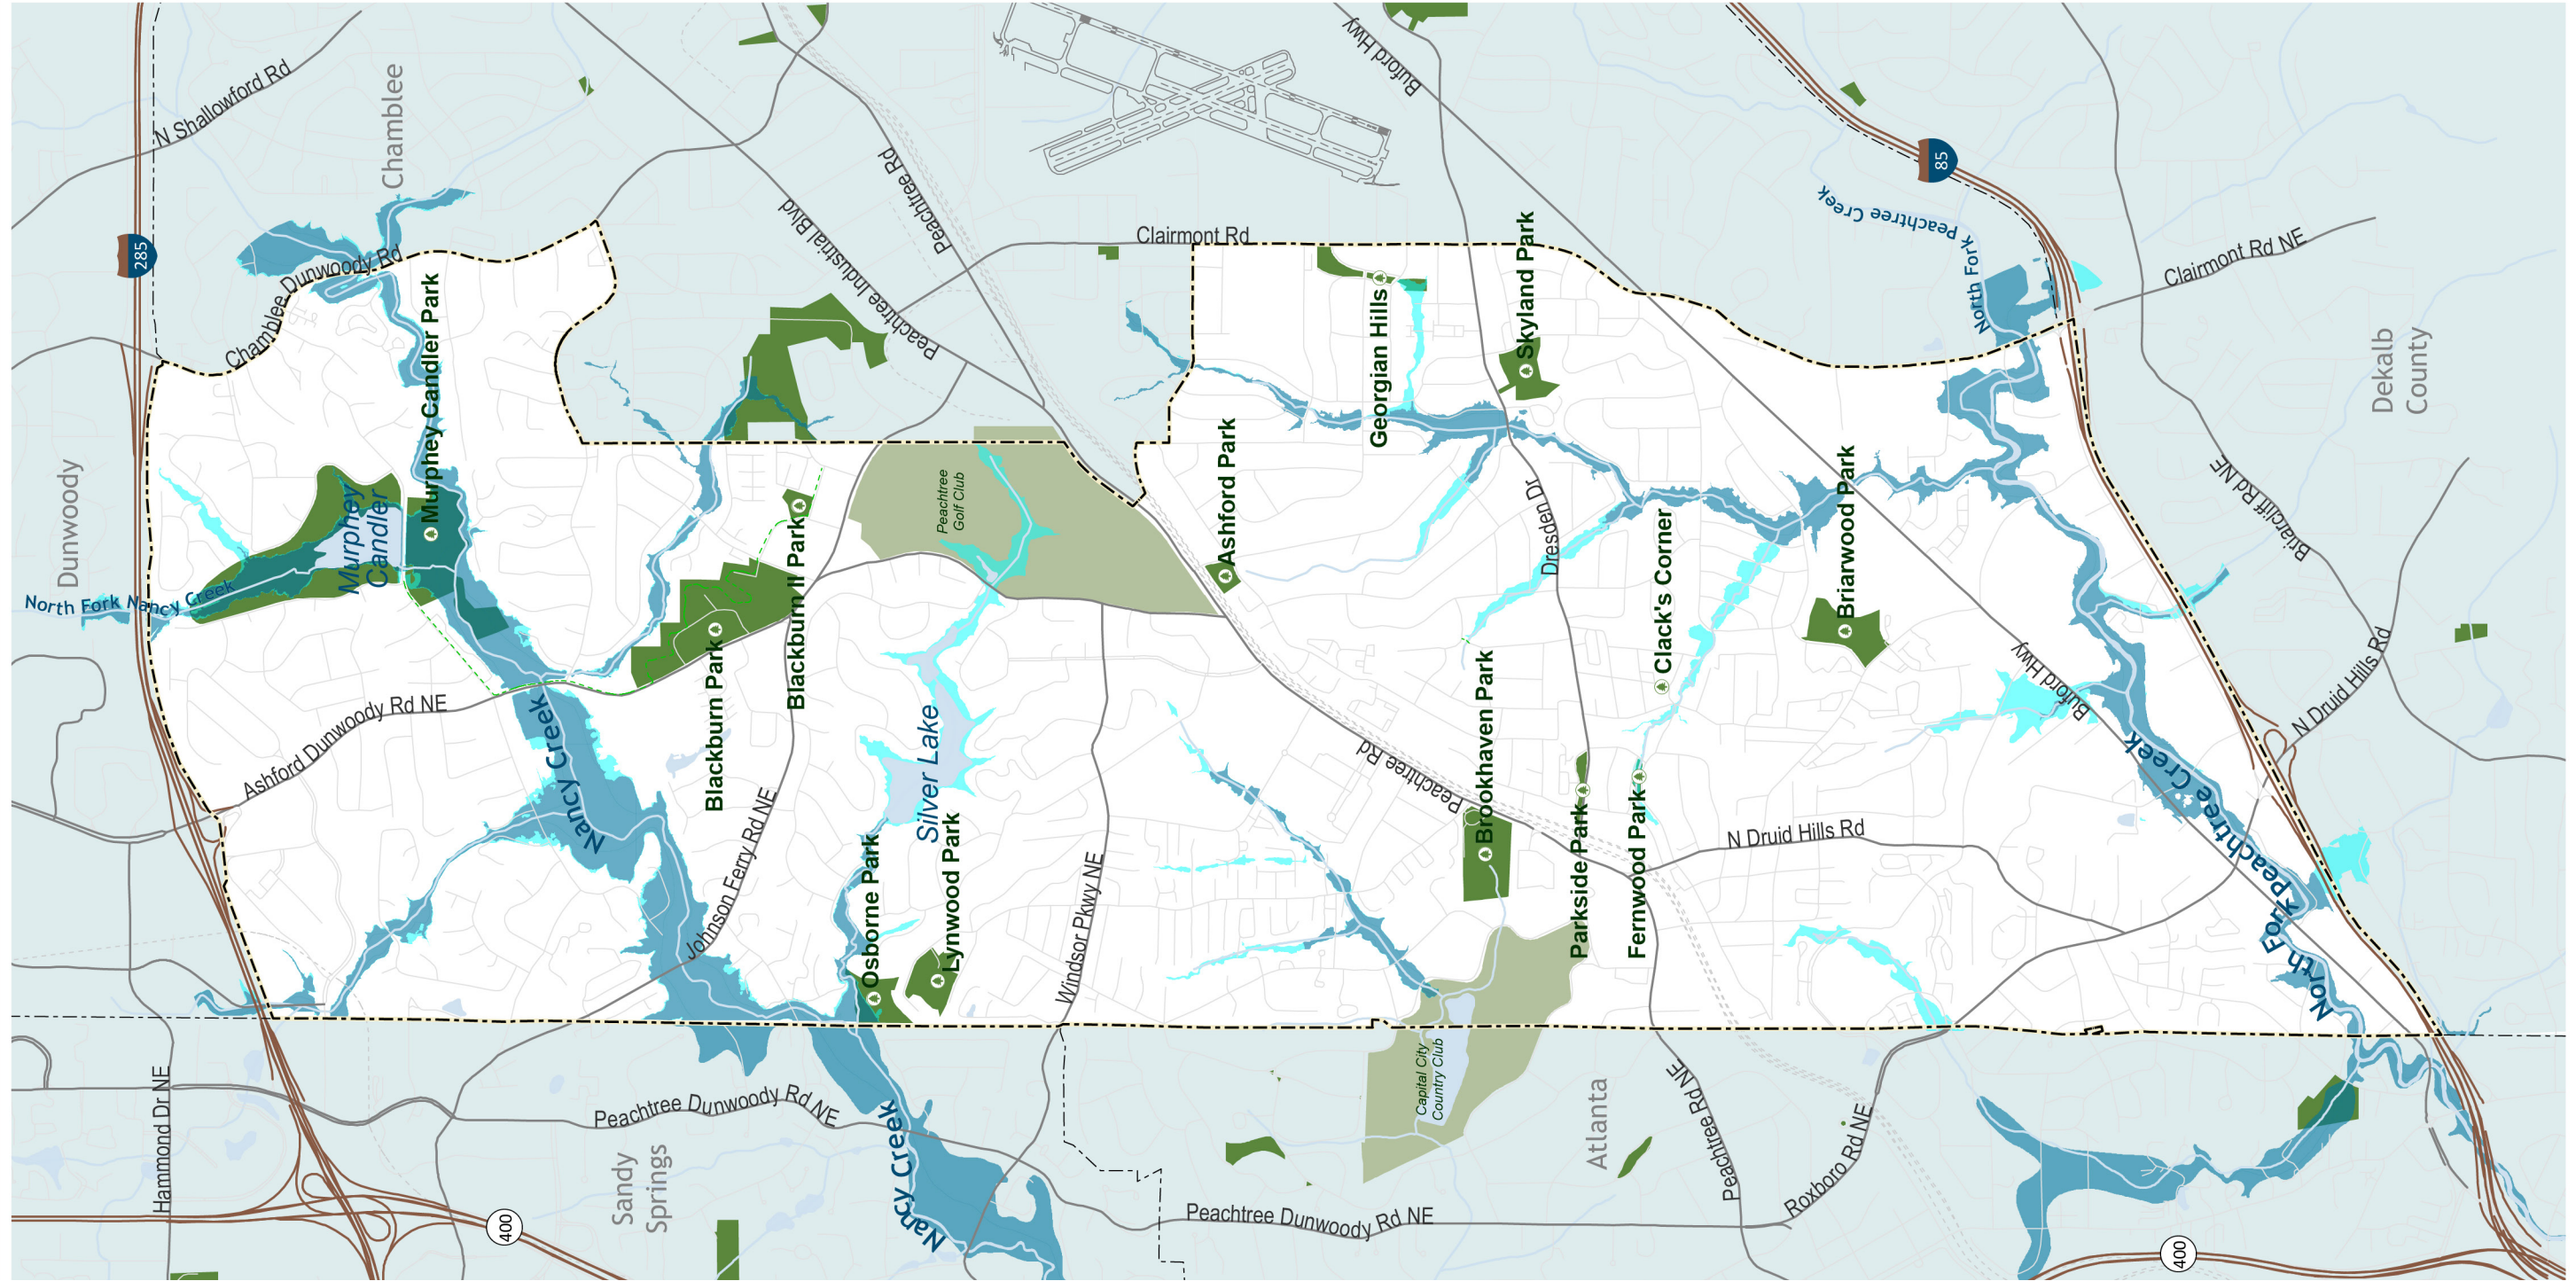 N Shallowford Rd
Chamblee
285
Chamblee Dunwoody Rd
Dunwoody
North Fork Nancy Creek
Murphey
Candler
Murphey Candler Park
Ashford Dunwoody Rd NE
Nancy Creek
Blackburn Park
Blackburn II Park
Johnson Ferry Rd NE
Peachtree Industrial Blvd
Peachtree Rd
Peachtree
Golf Club
Silver Lake
Osborne Park
Lynwood Park
Windsor Pkwy NE
Hammond Dr NE
400
Sandy
Springs
Peachtree Dunwoody Rd NE
Nancy Creek
Peachtree Dunwoody Rd NE
Clairmont Rd
Buford Hwy
Georgian Hills
Skyland Park
Ashford Park
Dresden Dr
Clack's Corner
Briarwood Park
Brookhaven Park
Peachtree Rd
Parkside Park
Fernwood Park
N Druid Hills Rd
Capital City
Country Club
Atlanta
Peachtree Rd NE
Roxboro Rd NE
400
85
North Fork Peachtree Creek
Clairmont Rd NE
Dekalb
County
Briarcliff Rd NE
N Druid Hills Rd
Buford Hwy
North Fork Peachtree Creek